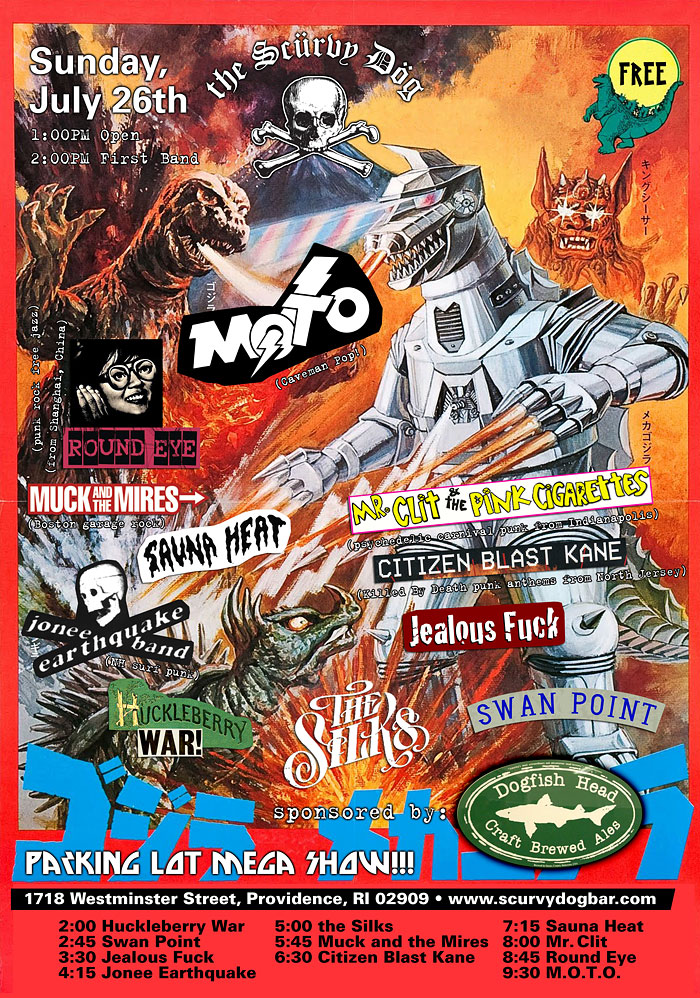 Sunday,
July 26th
1:00PM Open
2:00PM First Band
the Scürvy Dög
FREE
キングシーサー
ゴジラ
M.O.T.O
(Caveman Pop!)
(punk rock free jazz)
(from Shanghai, China)
ROUND EYE
メカゴジラ
MUCK AND THE MIRES
(Boston garage rock)
MR. CLIT & THE PINK CIGARETTES
(psychedelic carnival punk from Indianapolis)
SAUNA HEAT
CITIZEN BLAST KANE
(Killed By Death punk anthems from North Jersey)
jonee
earthquake
band
(NH surf punk)
Jealous Fuck
HUCKLEBERRY
WAR!
THE
SILKS
SWAN POINT
sponsored by:
Dogfish Head
Craft Brewed Ales
PARKING LOT MEGA SHOW!!!
1718 Westminster Street, Providence, RI 02909 • www.scurvydogbar.com
2:00 Huckleberry War
2:45 Swan Point
3:30 Jealous Fuck
4:15 Jonee Earthquake
5:00 the Silks
5:45 Muck and the Mires
6:30 Citizen Blast Kane
7:15 Sauna Heat
8:00 Mr. Clit
8:45 Round Eye
9:30 M.O.T.O.